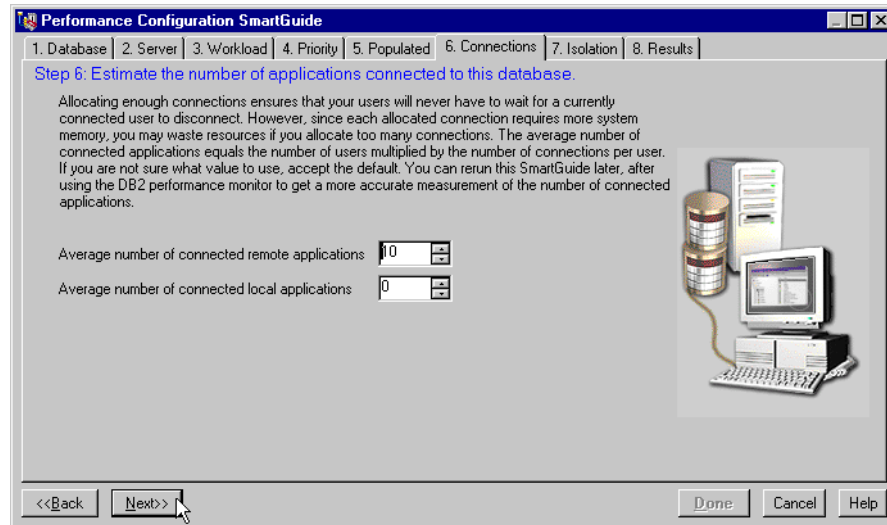 Performance Configuration SmartGuide
1. Database 2. Server 3. Workload 4. Priority 5. Populated 6. Connections 7. Isolation 8. Results
Step 6: Estimate the number of applications connected to this database.
Allocating enough connections ensures that your users will never have to wait for a currently
connected user to disconnect. However, since each allocated connection requires more system
memory, you may waste resources if you allocate too many connections. The average number of
connected applications equals the number of users multiplied by the number of connections per user.
If you are not sure what value to use, accept the default. You can rerun this SmartGuide later, after
using the DB2 performance monitor to get a more accurate measurement of the number of connected
applications.
Average number of connected remote applications 10
Average number of connected local applications 0
<<Back Next>> Done Cancel Help